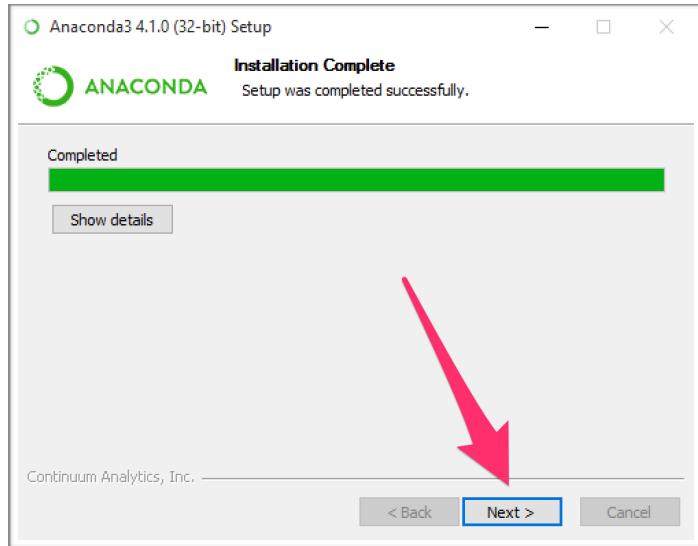 Anaconda3 4.1.0 (32-bit) Setup
ANACONDA
Installation Complete
Setup was completed successfully.
Completed
Show details
Continuum Analytics, Inc.
< Back
Next >
Cancel